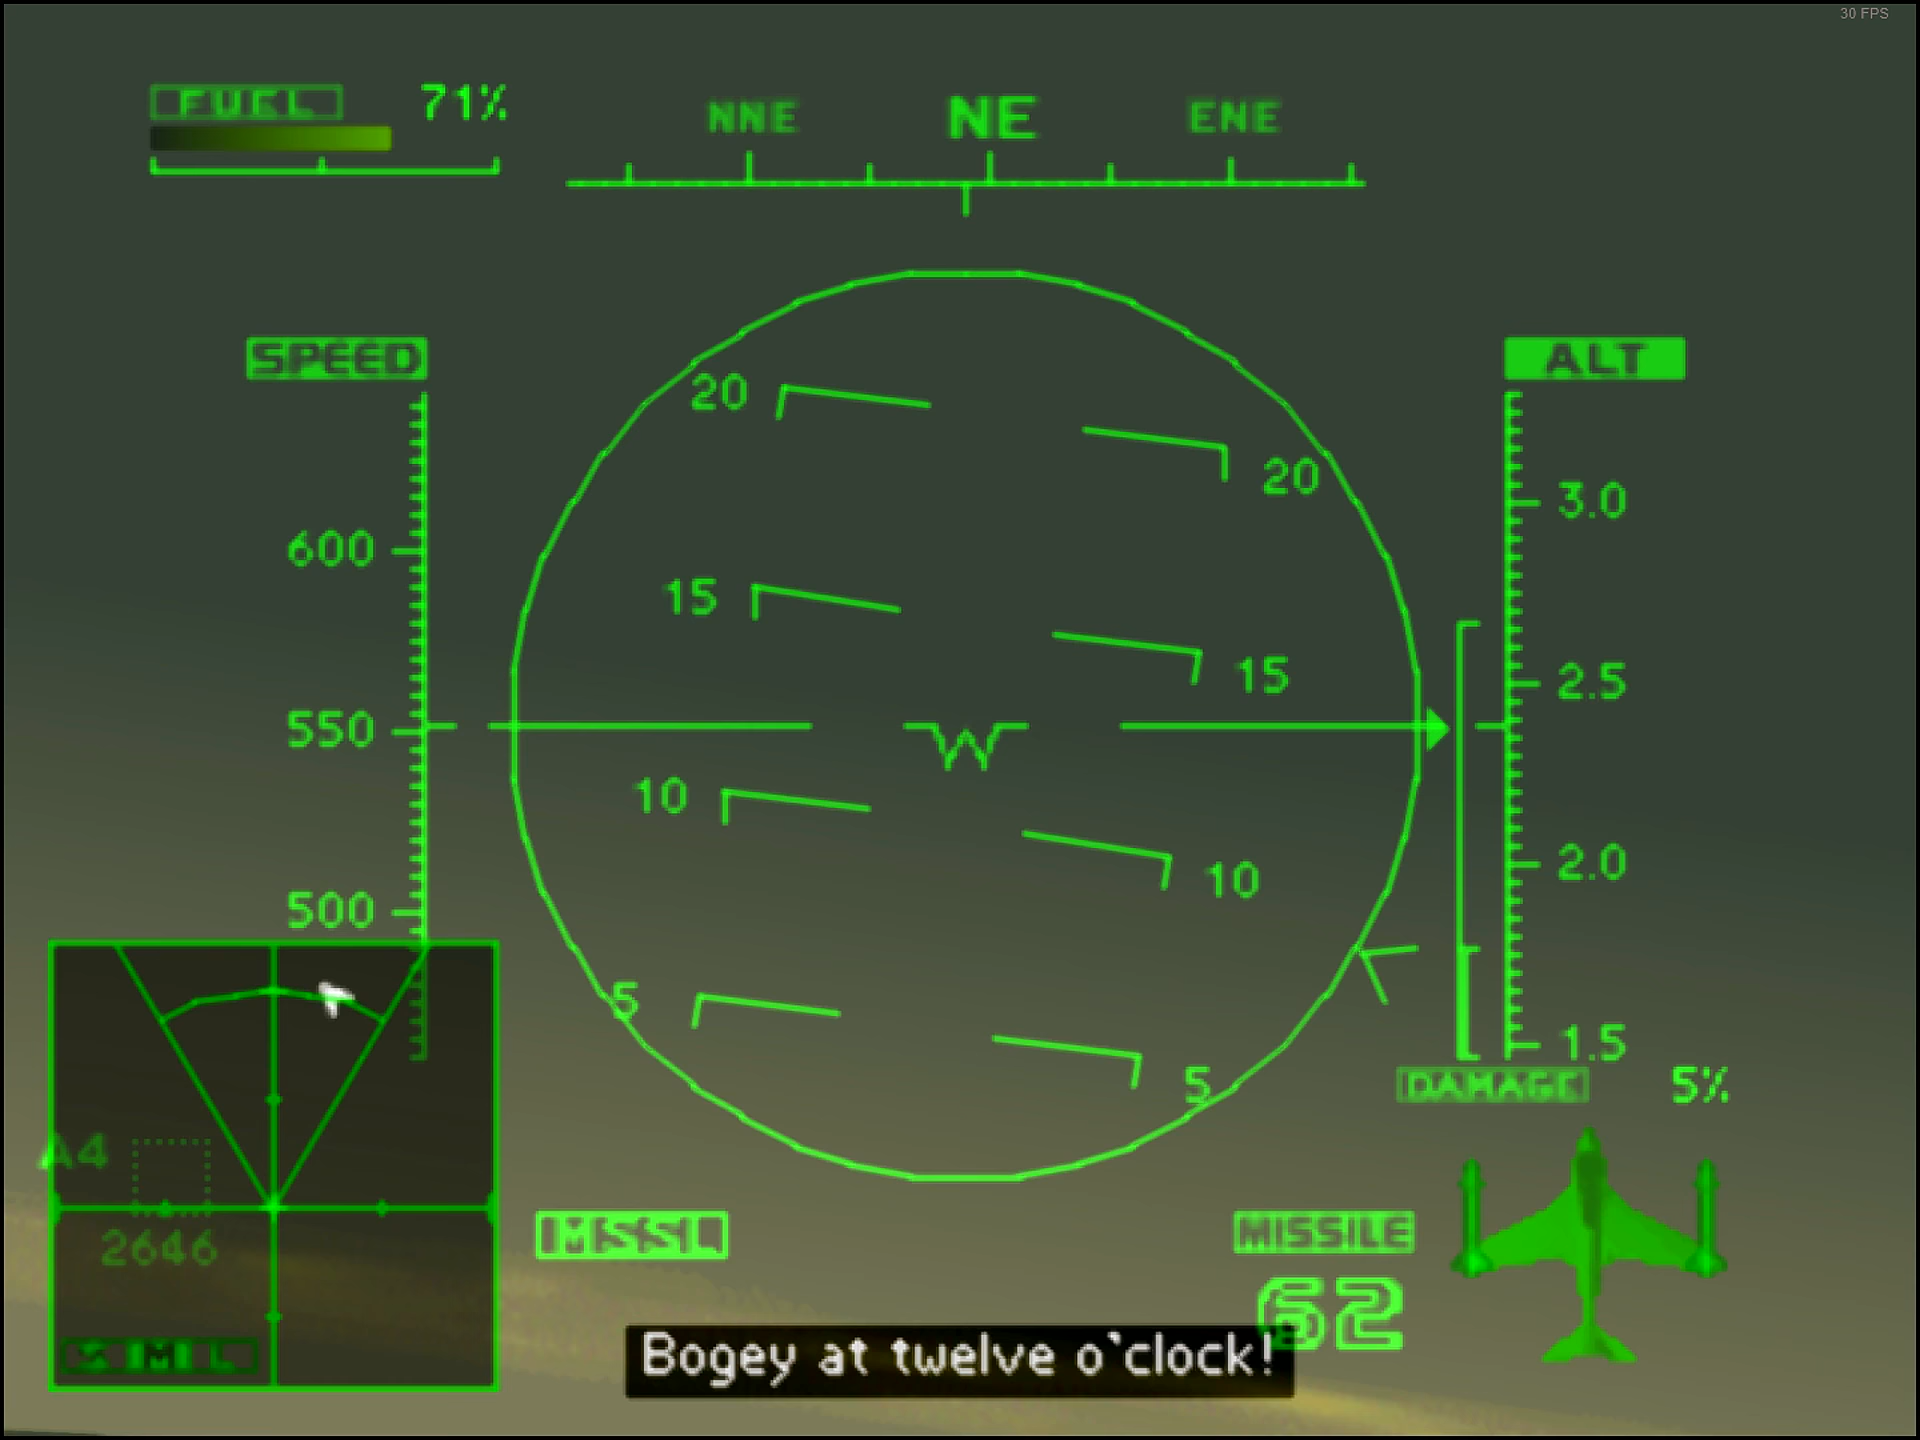 30 FPS
FUEL 71%
NNE NE ENE
SPEED ALT
20
20
3.0
600
15
15
2.5
550
10
10
2.0
500
5
5
1.5
DAMAGE 5%
A4
2646
MISSILE
62
Bogey at twelve o'clock!